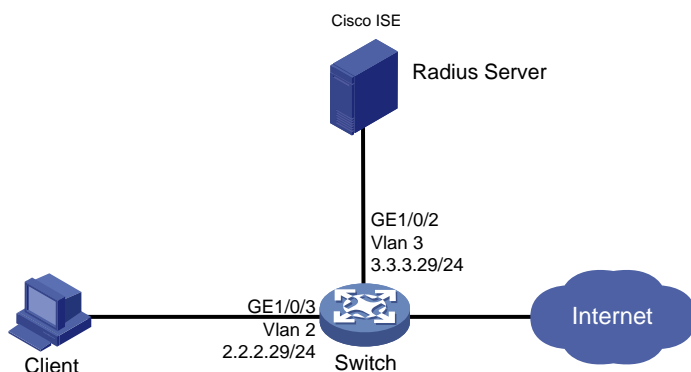 Cisco ISE
Radius Server
GE1/0/2
Vlan 3
3.3.3.29/24
GE1/0/3
Vlan 2
2.2.2.29/24
Client
Switch
Internet